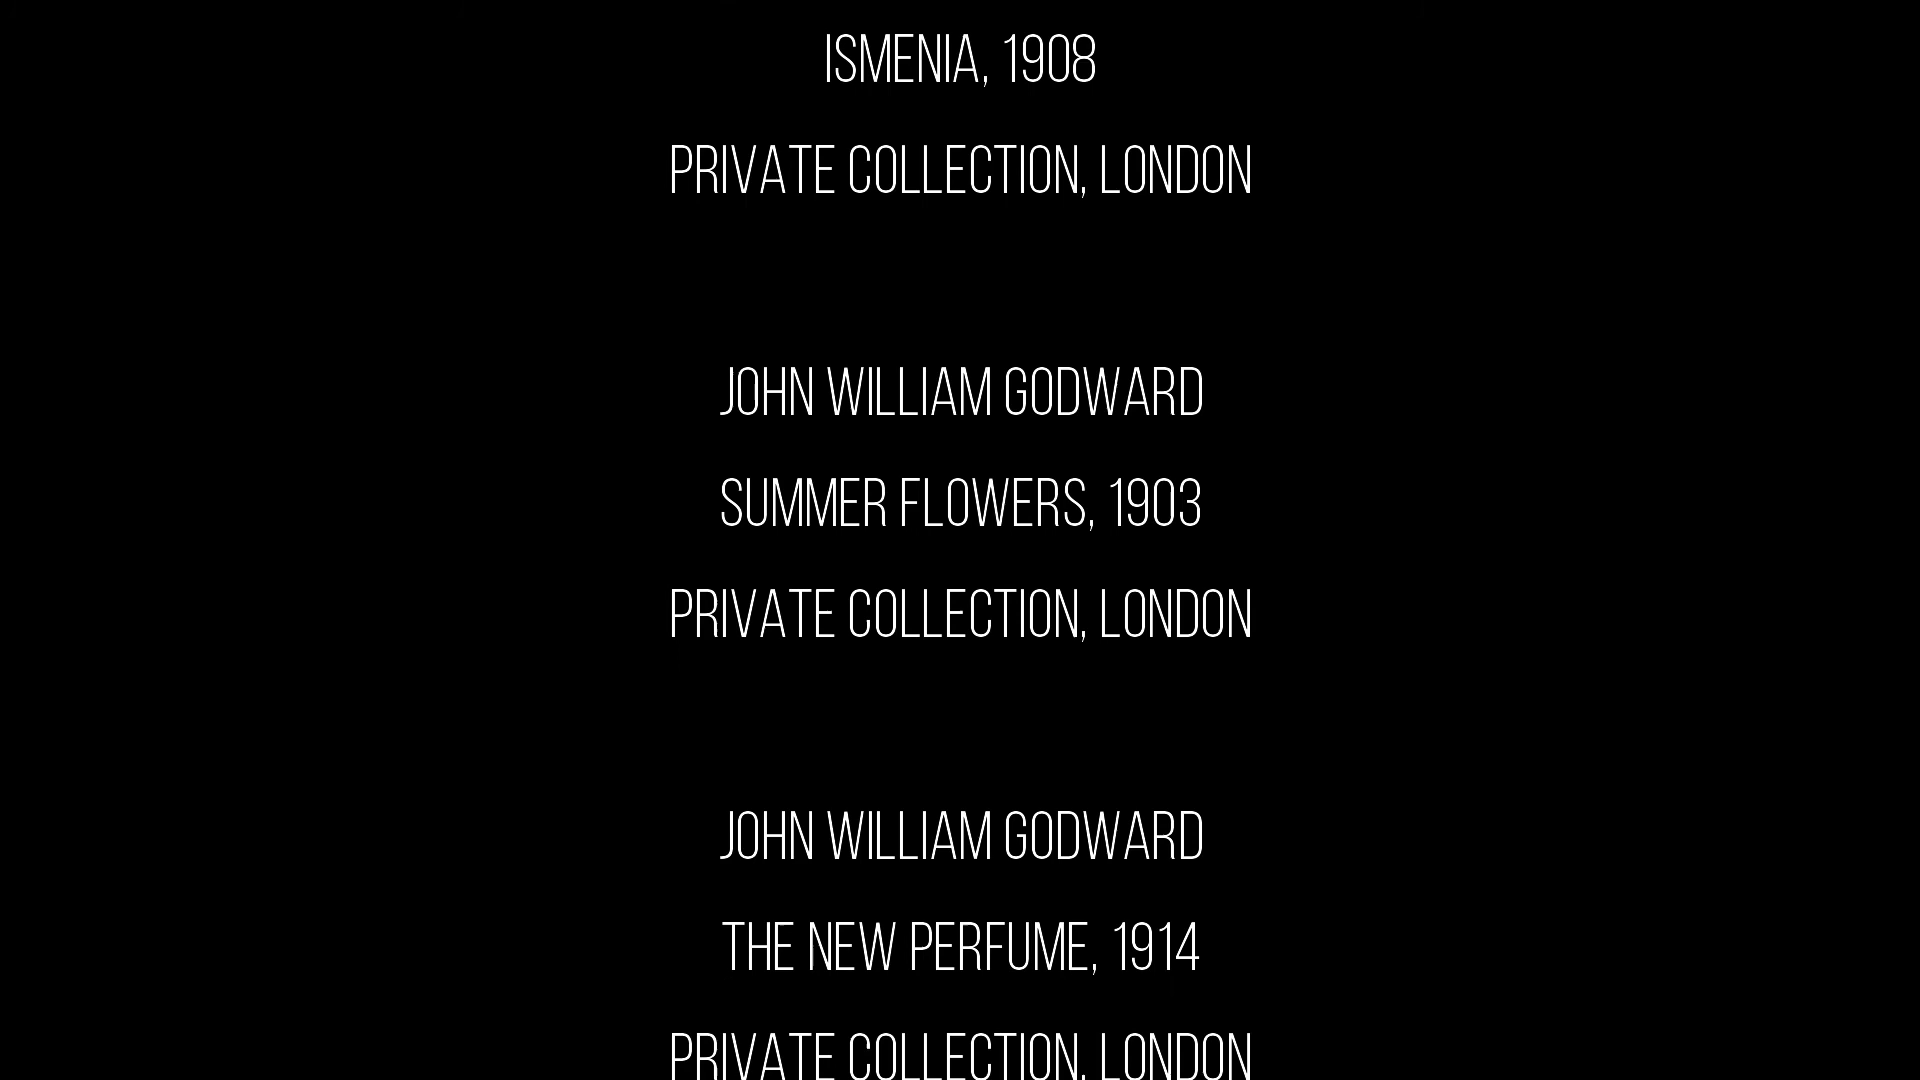 ISMENIA, 1908
PRIVATE COLLECTION, LONDON
JOHN WILLIAM GODWARD
SUMMER FLOWERS, 1903
PRIVATE COLLECTION, LONDON
JOHN WILLIAM GODWARD
THE NEW PERFUME, 1914
PRIVATE COLLECTION, LONDON